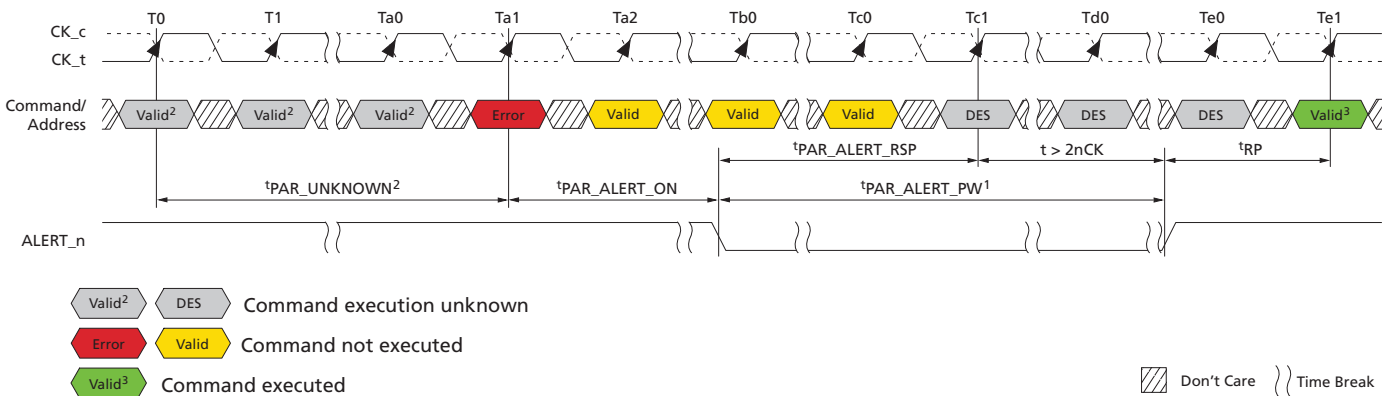 T0 T1 Ta0 Ta1 Ta2 Tb0 Tc0 Tc1 Td0 Te0 Te1
CK_c
CK_t
Command/
Address
Valid² Valid² Valid² Error Valid Valid Valid DES DES DES Valid³
tPAR_ALERT_RSP t > 2nCK tRP
tPAR_UNKNOWN² tPAR_ALERT_ON tPAR_ALERT_PW¹
ALERT_n
Valid² DES Command execution unknown
Error Valid Command not executed
Valid³ Command executed
Don't Care Time Break